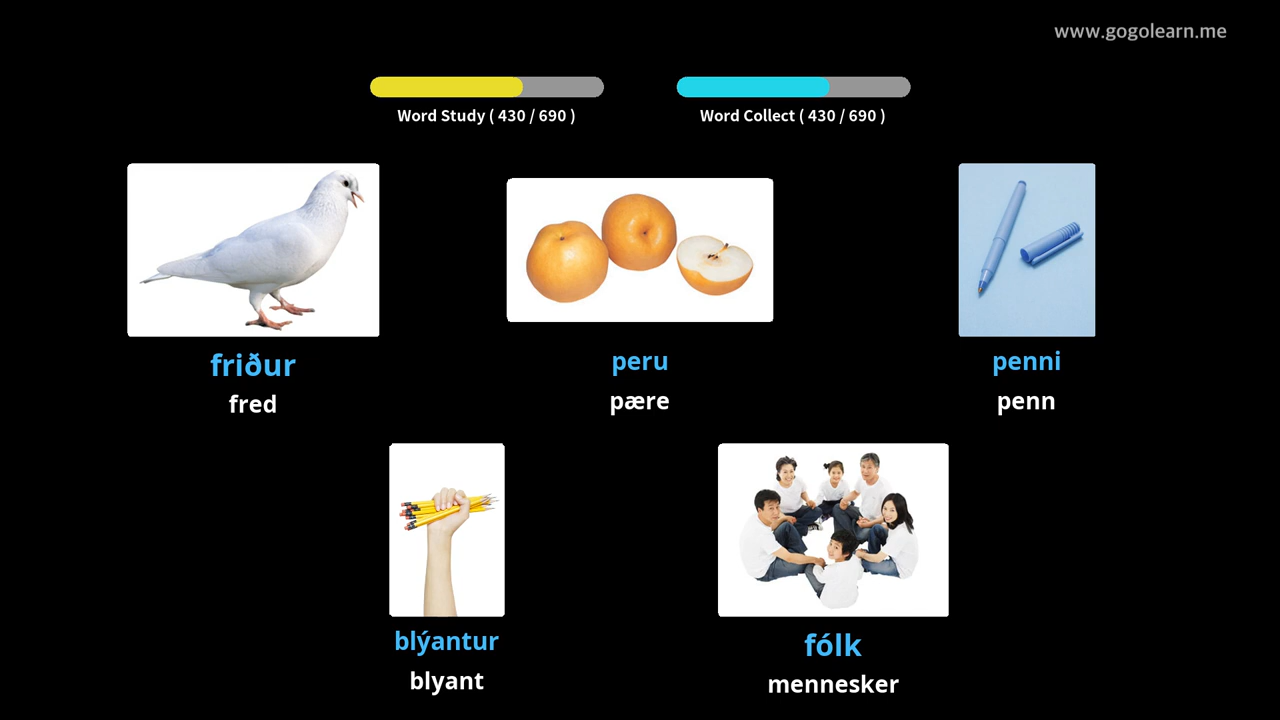 www.gogolearn.me
Word Study ( 430 / 690 )
Word Collect ( 430 / 690 )
friður
fred
peru
pære
penni
penn
blýantur
blyant
fólk
mennesker